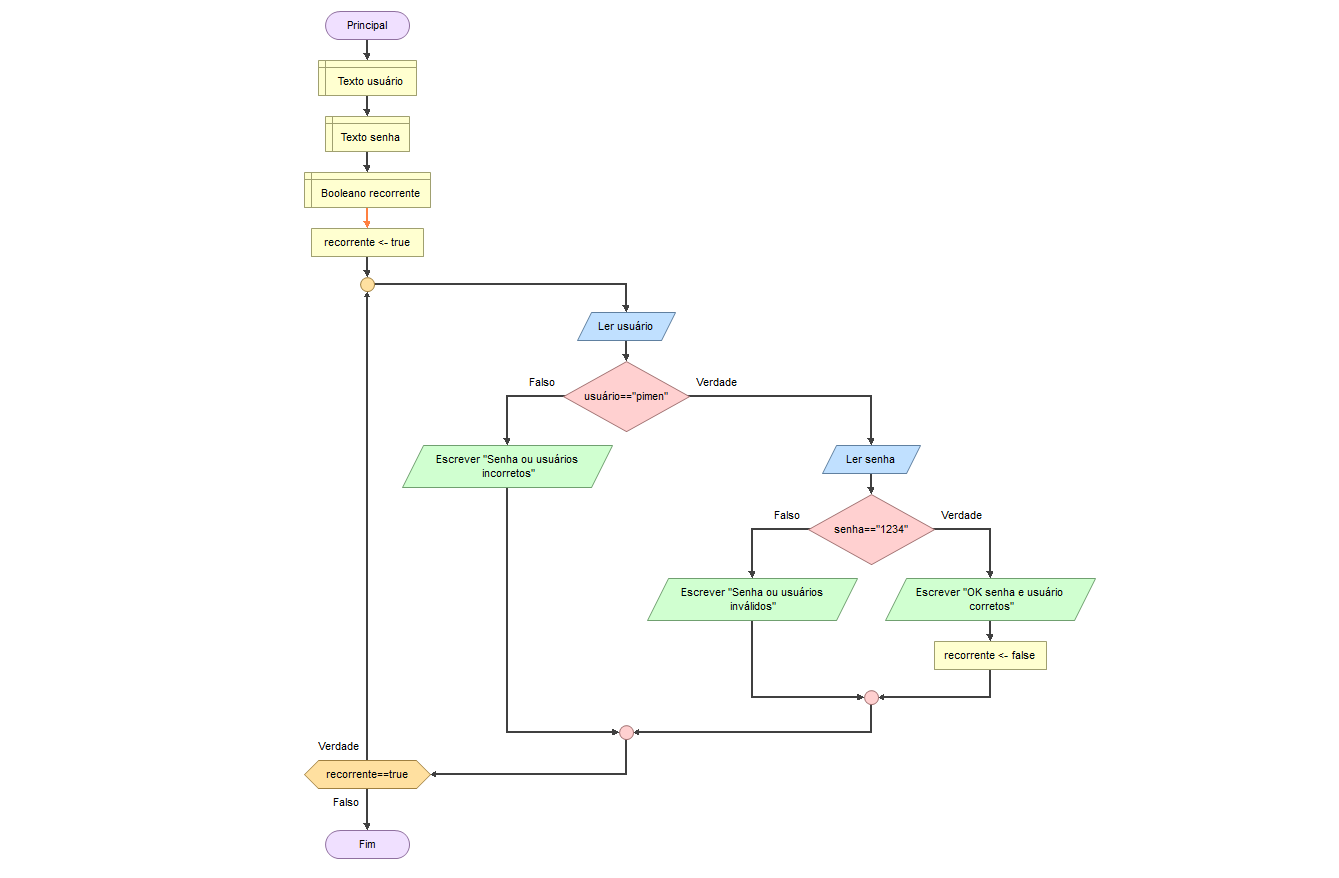 Principal
Texto usuário
Texto senha
Booleano recorrente
recorrente <- true
Ler usuário
Falso
Verdade
usuário=="pimen"
Escrever "Senha ou usuários
incorretos"
Ler senha
Falso
Verdade
senha=="1234"
Escrever "Senha ou usuários
inválidos"
Escrever "OK senha e usuário
corretos"
recorrente <- false
Verdade
recorrente==true
Falso
Fim